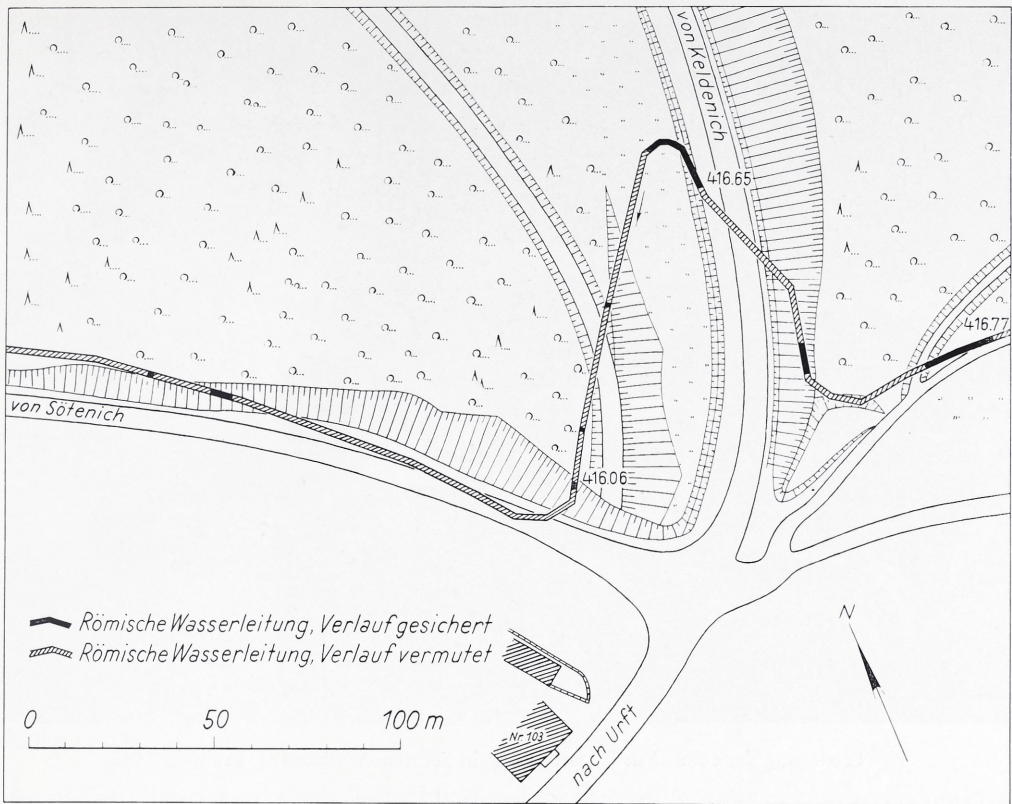 von Keldenich
416.65
416.77
von Sötenich
416.06
N
Römische Wasserleitung, Verlauf gesichert
Römische Wasserleitung, Verlauf vermutet
0 50 100 m
Nr. 103
nach Urft